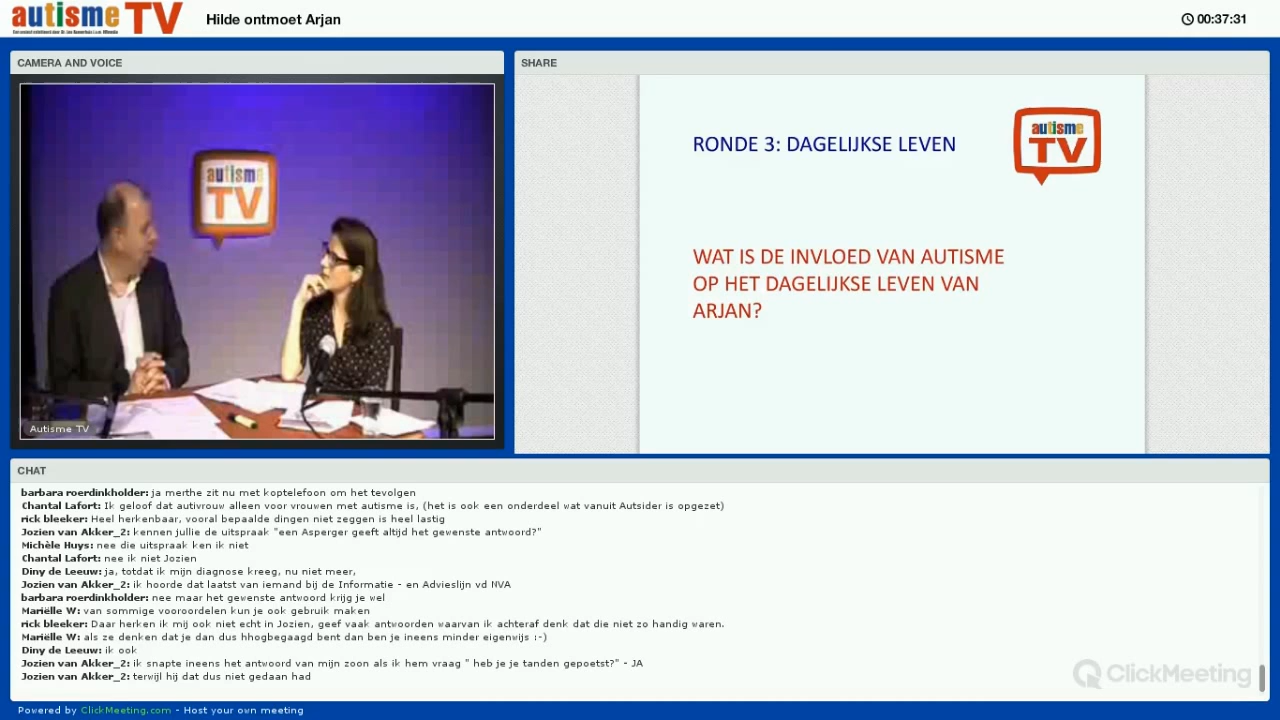 autisme TV
Hilde ontmoet Arjan
00:37:31
CAMERA AND VOICE
SHARE
autisme
TV
Autisme TV
RONDE 3: DAGELIJKSE LEVEN
autisme
TV
WAT IS DE INVLOED VAN AUTISME
OP HET DAGELIJKSE LEVEN VAN
ARJAN?
CHAT
barbara roerdinkholder: ja merthe zit nu met koptelefoon om het tevolgen
Chantal Lafort: Ik geloof dat autivrouw alleen voor vrouwen met autisme is, (het is ook een onderdeel wat vanuit Autsider is opgezet)
rick bleeker: Heel herkenbaar, vooral bepaalde dingen niet zeggen is heel lastig
Jozien van Akker_2: kennen jullie de uitspraak "een Asperger geeft altijd het gewenste antwoord?"
Michèle Huys: nee die uitspraak ken ik niet
Chantal Lafort: nee ik niet Jozien
Diny de Leeuw: ja, totdat ik mijn diagnose kreeg, nu niet meer,
Jozien van Akker_2: ik hoorde dat laatst van iemand bij de Informatie - en Advieslijn vd NVA
barbara roerdinkholder: nee maar het gewenste antwoord krijg je wel
Mariëlle W: van sommige vooroordelen kun je ook gebruik maken
rick bleeker: Daar herken ik mij ook niet echt in Jozien, geef vaak antwoorden waarvan ik achteraf denk dat die niet zo handig waren.
Mariëlle W: als ze denken dat je dan dus hhogbegaagd bent dan ben je ineens minder eigenwijs :-)
Diny de Leeuw: ik ook
Jozien van Akker_2: ik snapte ineens het antwoord van mijn zoon als ik hem vraag " heb je je tanden gepoetst?" - JA
Jozien van Akker_2: terwijl hij dat dus niet gedaan had
ClickMeeting
Powered by ClickMeeting.com - Host your own meeting